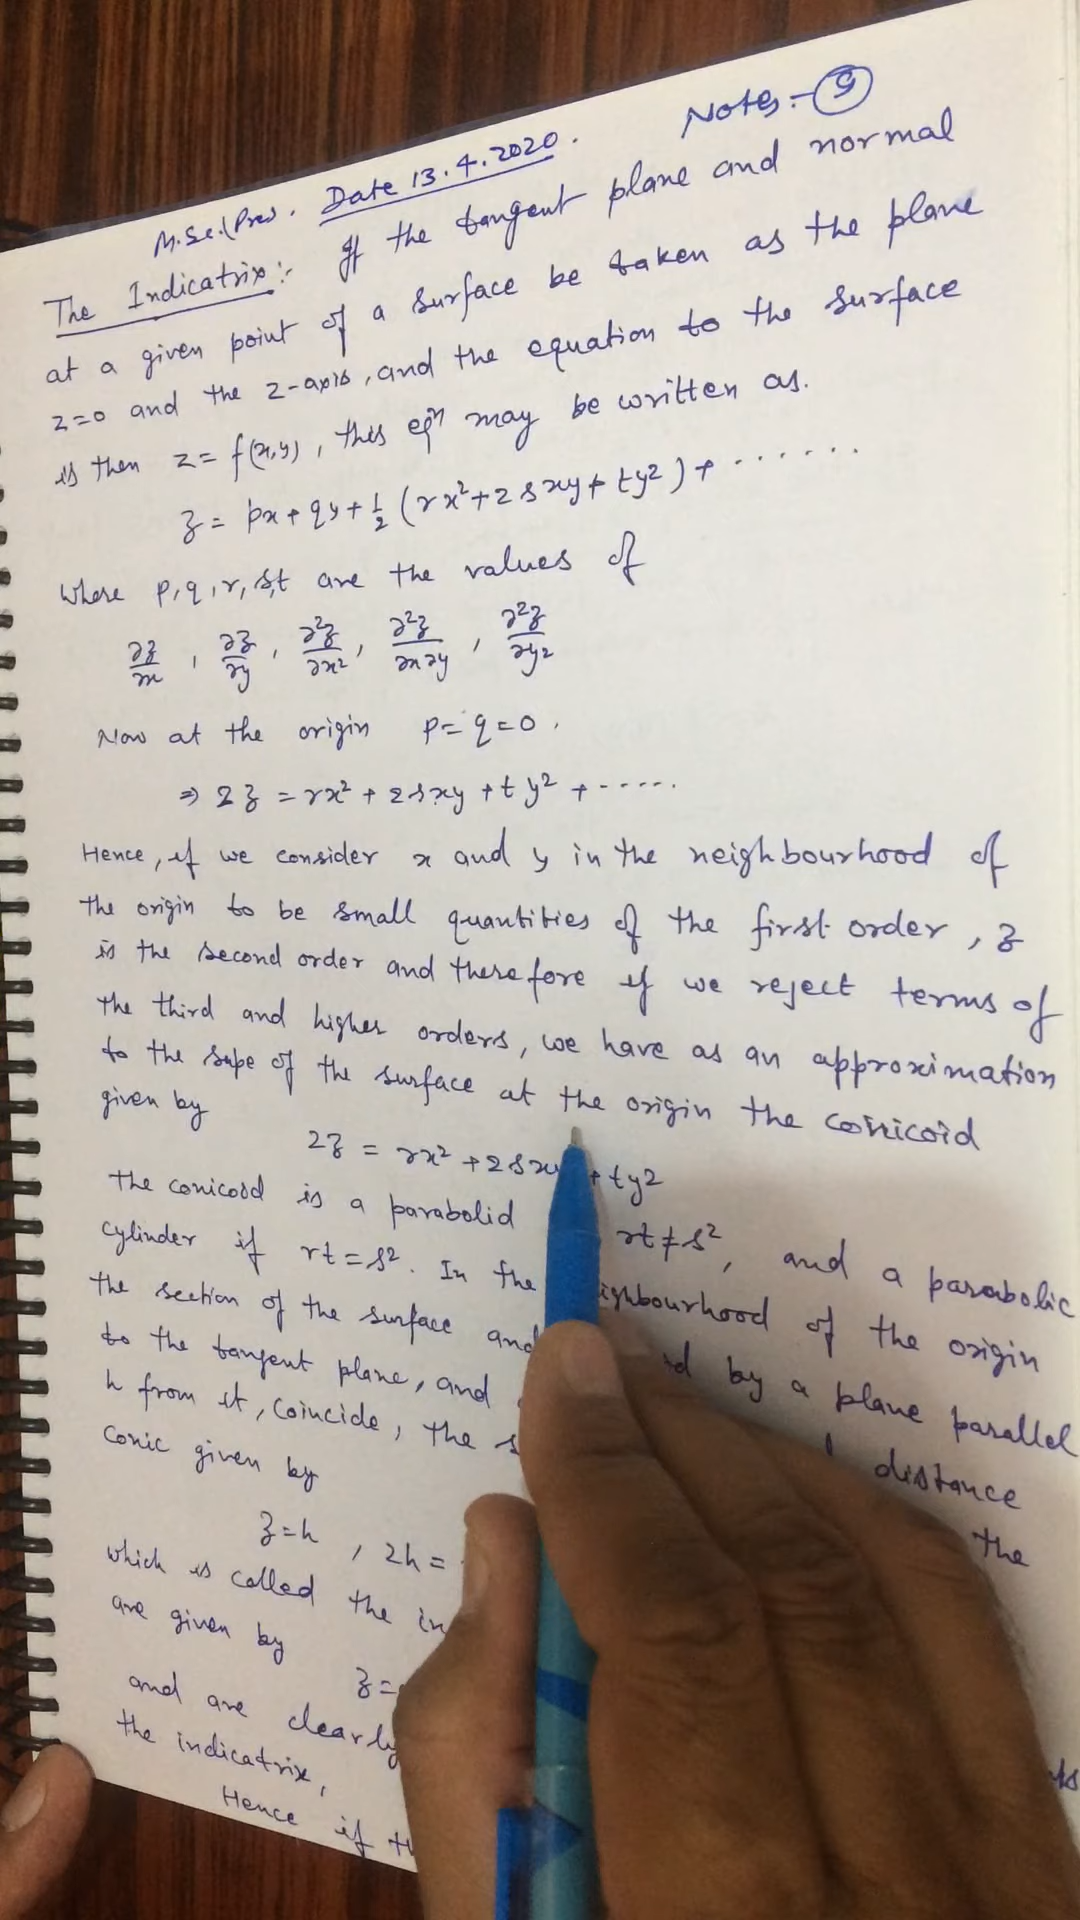 Notes:- 9
M.Sc.(Prev. Date 13.4.2020.
The Indicatrix:- If the tangent plane and normal
at a given point of a surface be taken as the plane
z=0 and the z-axis, and the equation to the surface
is then z= f(x,y), this eqⁿ may be written as.
z = px + qy + 1/2 (rx² + 2sxy + ty²) + .......
where p,q,r,s,t are the values of
∂z/∂x , ∂z/∂y , ∂²z/∂x² , ∂²z/∂x∂y , ∂²z/∂y²
Now at the origin p= q=0.
⇒ 2z = rx² + 2sxy + ty² + .....
Hence, if we consider x and y in the neighbourhood of
the origin to be small quantities of the first order, z
is the second order and therefore if we reject terms of
the third and higher orders, we have as an approximation
to the sape of the surface at the origin the conicoid
given by
2z = rx² + 2sxy + ty²
The conicoid is a parabolid rt ≠ s², and a parabolic
cylinder if rt = s². In the ighbourhood of the origin
the section of the surface and by a plane parallel
to the tangent plane, and distance
h from it, coincide, the the
conic given by
z=h , 2h =
which is called the in
are given by
z=
and are clearly
the indicatrix,
Hence if